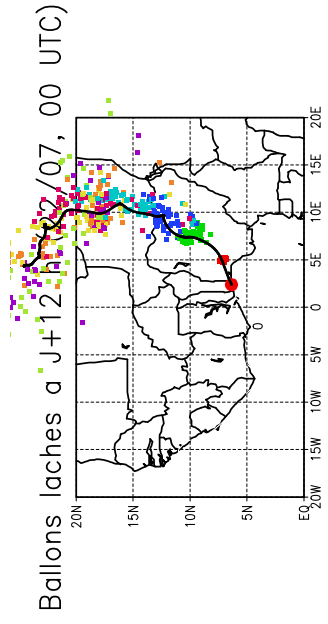 Ballons laches a J+12 /07, 00 UTC)
20N
15N
10N
5N
EQ
20W 15W 10W 5W 0 5E 10E 15E 20E
0